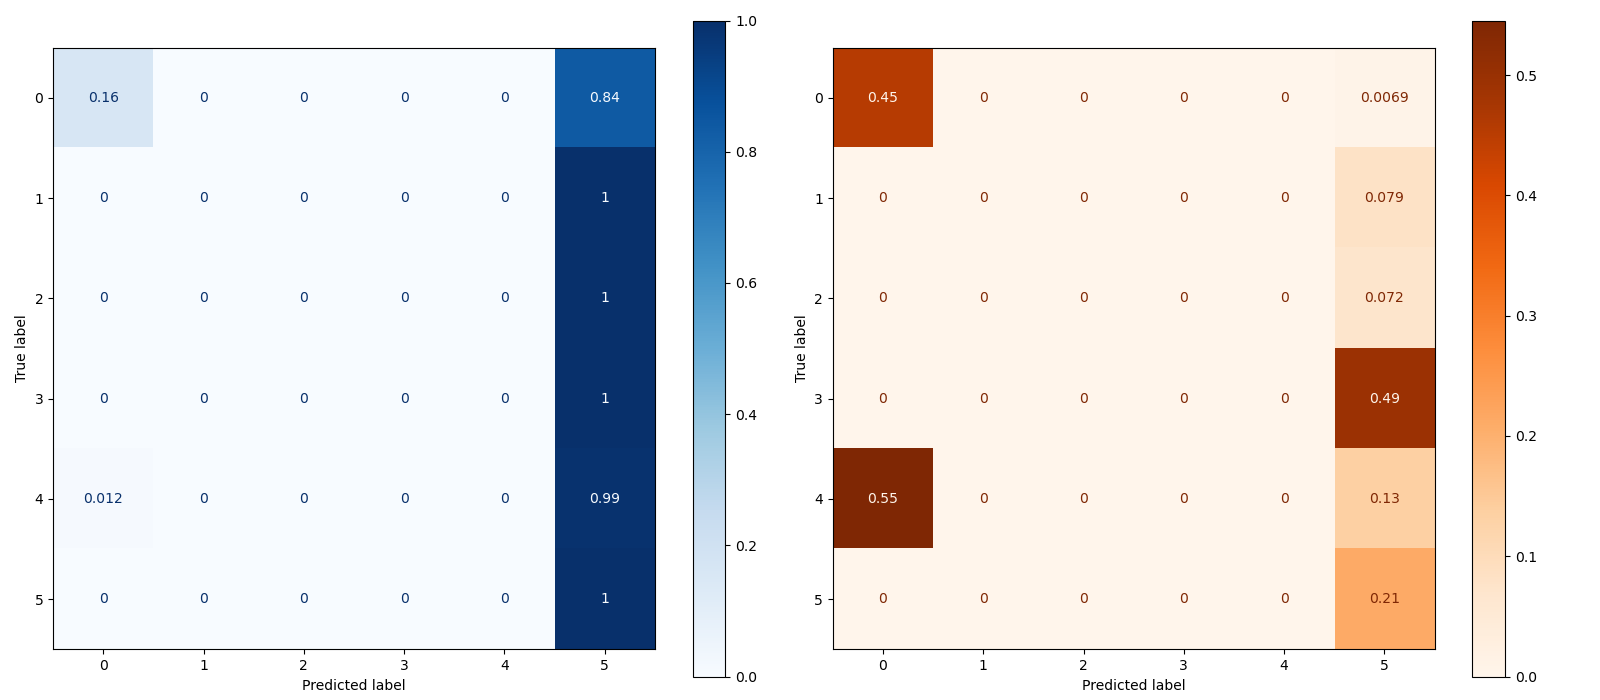 1.0
0.5
0 0.16 0 0 0 0 0.84 0 0.45 0 0 0 0 0.0069
0.8
0.4
1 0 0 0 0 0 1 1 0 0 0 0 0 0.079
0.6
0.3
2 0 0 0 0 0 1 2 0 0 0 0 0 0.072
True label
True label
0.4
0.2
3 0 0 0 0 0 1 3 0 0 0 0 0 0.49
4 0.012 0 0 0 0 0.99 4 0.55 0 0 0 0 0.13
0.2
0.1
5 0 0 0 0 0 1 5 0 0 0 0 0 0.21
0.0
0.0
0 1 2 3 4 5
0 1 2 3 4 5
Predicted label
Predicted label